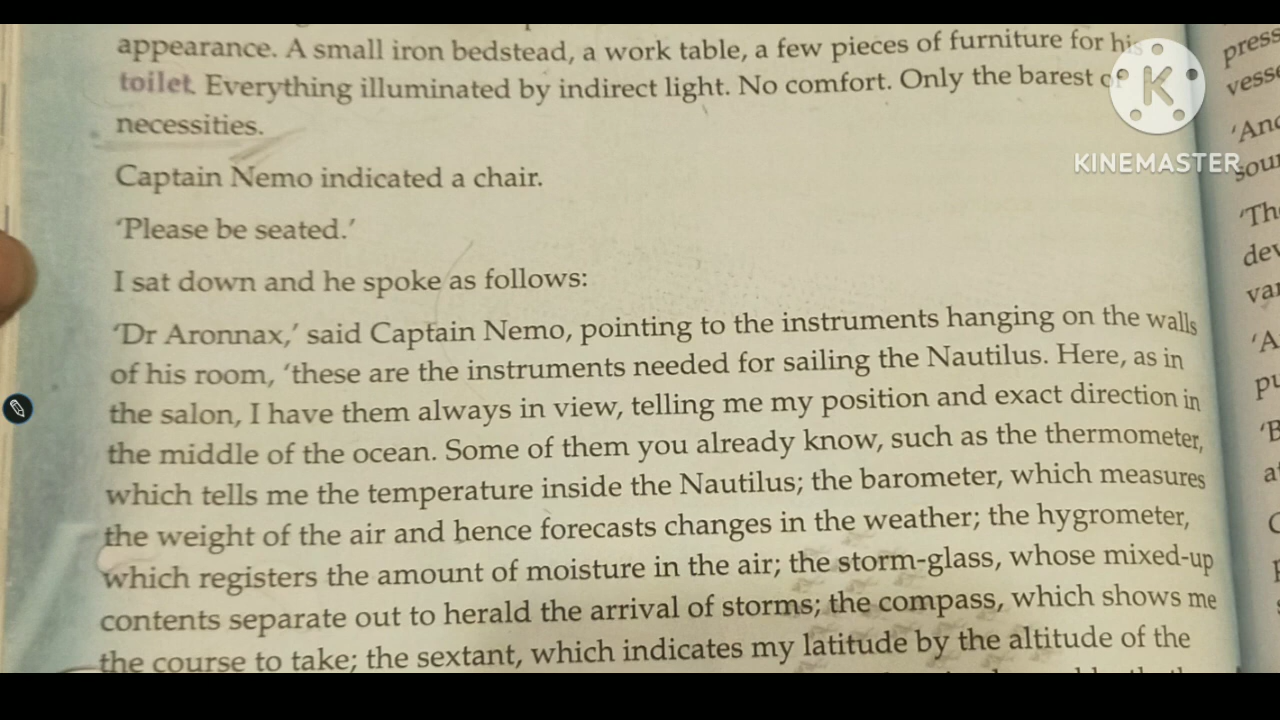 appearance. A small iron bedstead, a work table, a few pieces of furniture for his
toilet. Everything illuminated by indirect light. No comfort. Only the barest of
necessities.
Captain Nemo indicated a chair.
'Please be seated.'
I sat down and he spoke as follows:
'Dr Aronnax,' said Captain Nemo, pointing to the instruments hanging on the walls
of his room, 'these are the instruments needed for sailing the Nautilus. Here, as in
the salon, I have them always in view, telling me my position and exact direction in
the middle of the ocean. Some of them you already know, such as the thermometer,
which tells me the temperature inside the Nautilus; the barometer, which measures
the weight of the air and hence forecasts changes in the weather; the hygrometer,
which registers the amount of moisture in the air; the storm-glass, whose mixed-up
contents separate out to herald the arrival of storms; the compass, which shows me
the course to take; the sextant, which indicates my latitude by the altitude of the
K
KINEMASTER
press
vesse
'And
sour
'The
dev
var
'A
pu
'B